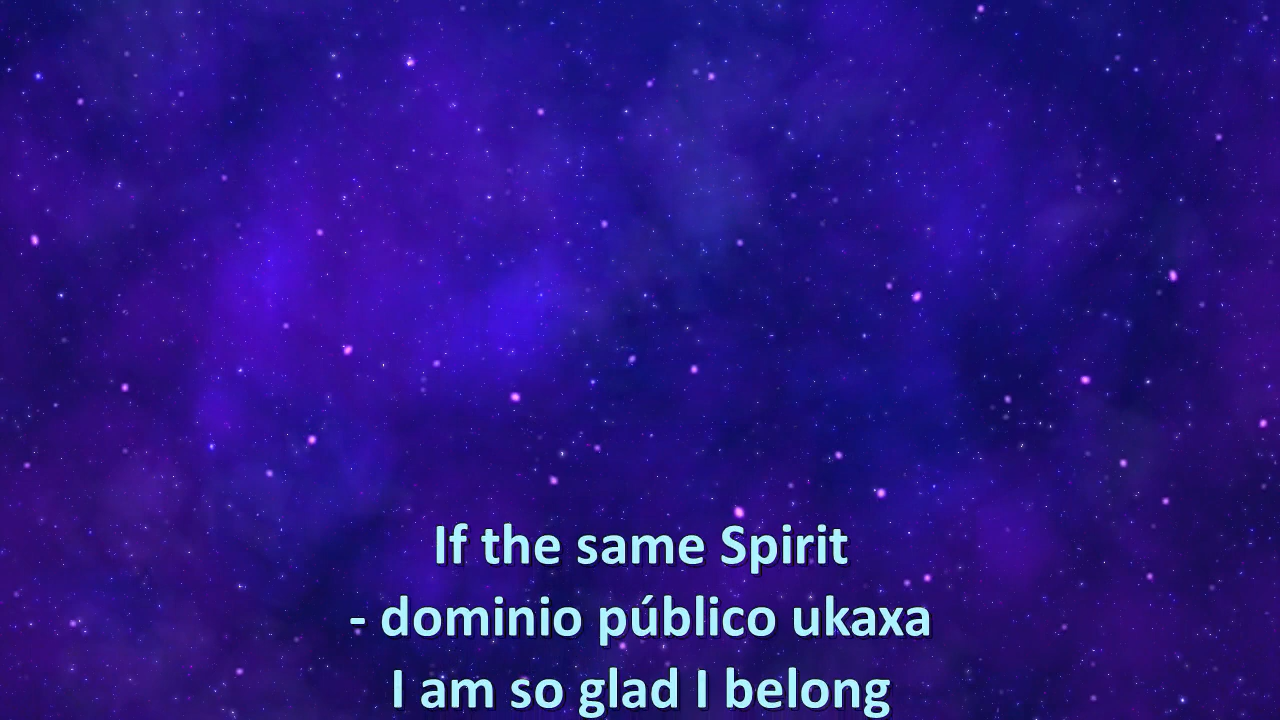 If the same Spirit
- dominio público ukaxa
I am so glad I belong